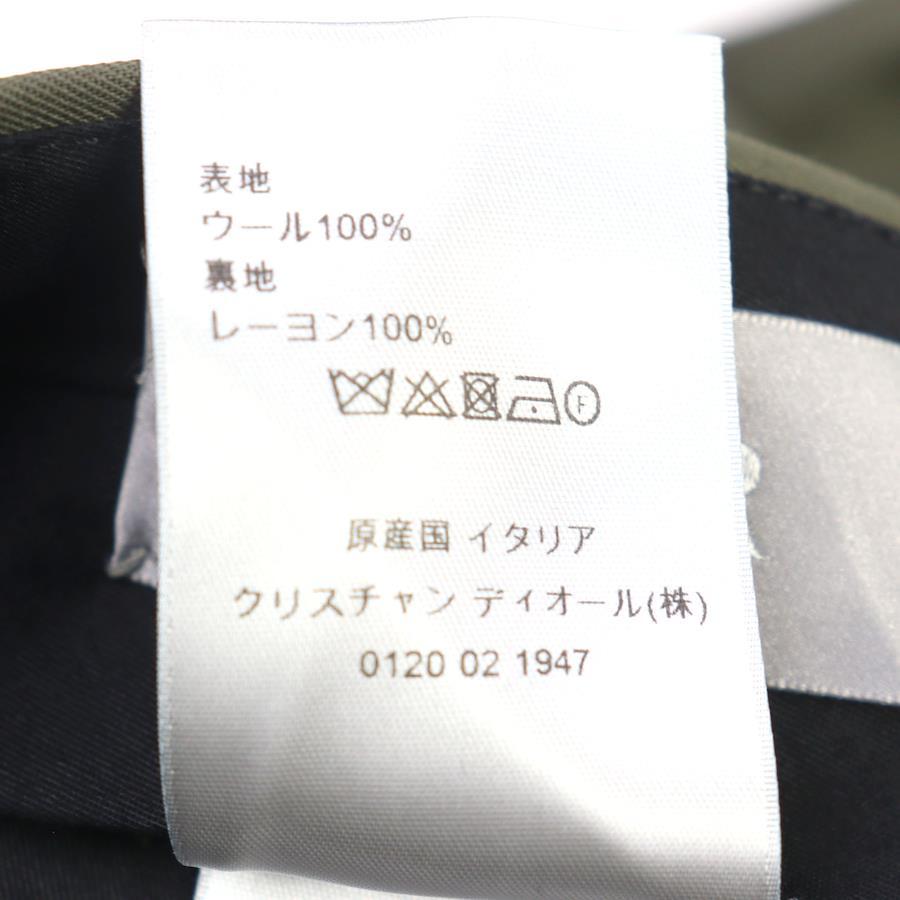 表地
ウール100%
裏地
レーヨン100%
F
原産国 イタリア
クリスチャン ディオール(株)
0120 02 1947